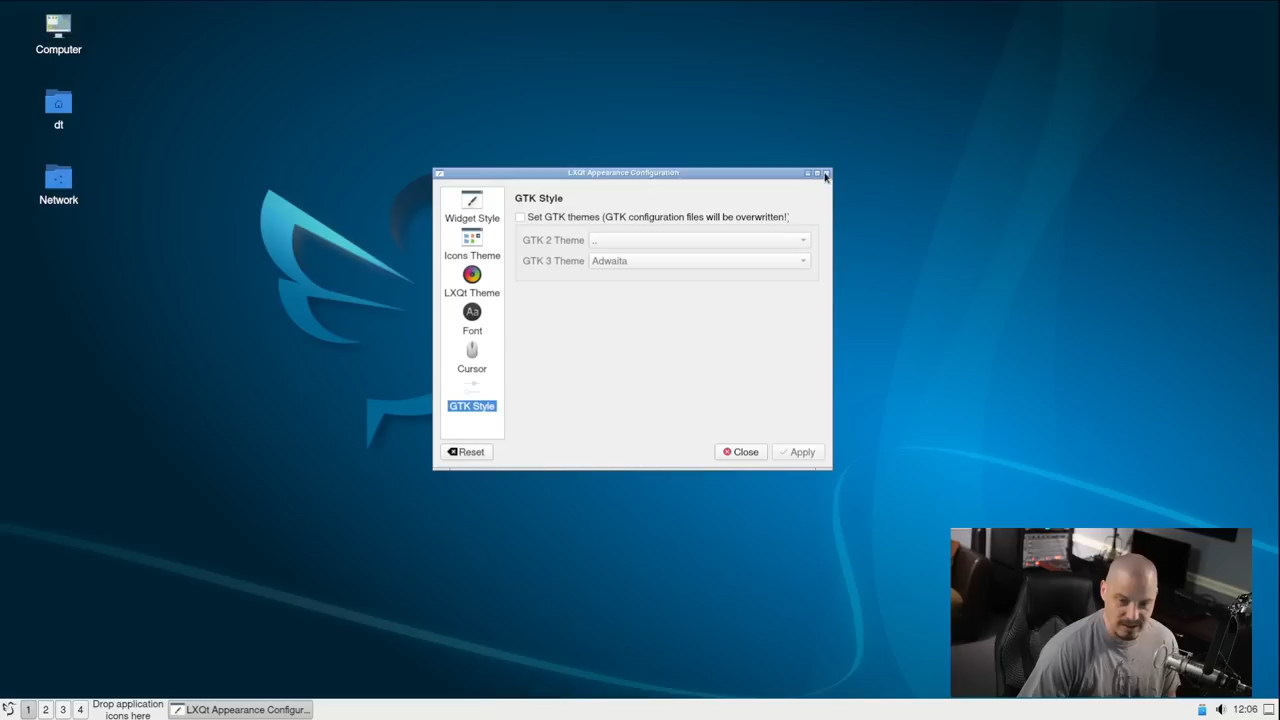 Computer
dt
Network
LXQt Appearance Configuration
Widget Style
Icons Theme
LXQt Theme
Aa
Font
Cursor
GTK Style
GTK Style
Set GTK themes (GTK configuration files will be overwritten!)
GTK 2 Theme ..
GTK 3 Theme Adwaita
Reset
Close
Apply
1 2 3 4
Drop application
icons here
LXQt Appearance Configur...
12:06